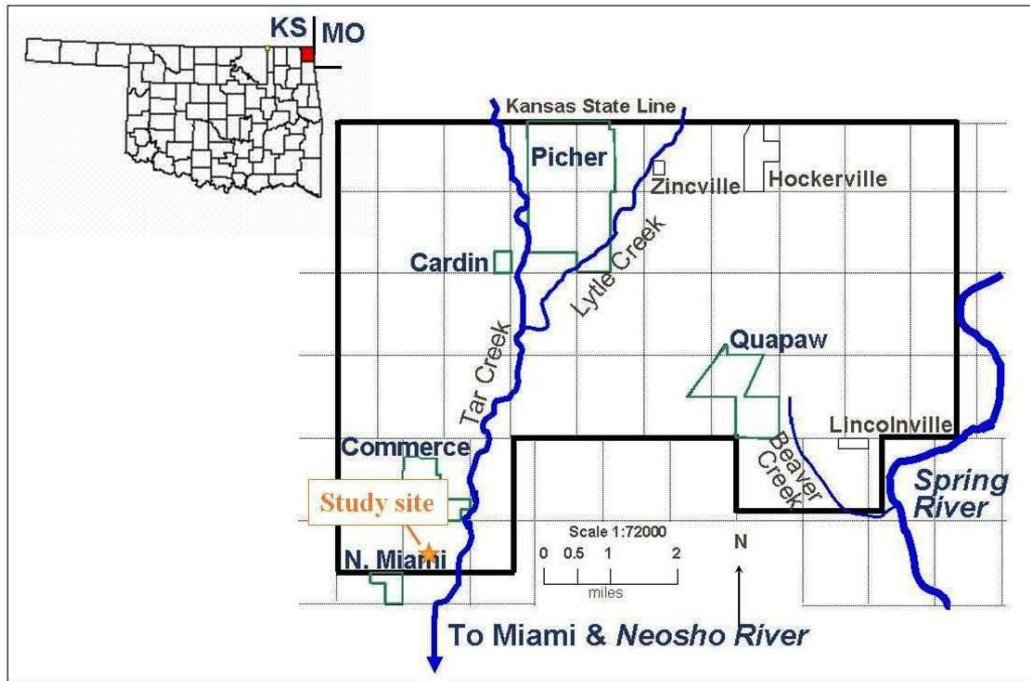 KS MO
Kansas State Line
Picher
Zincville
Hockerville
Cardin
Lytle Creek
Tar Creek
Quapaw
Commerce
Lincolnville
Beaver
Creek
Study site
Spring
River
Scale 1:72000
0 0.5 1 2
miles
N
N. Miami
To Miami & Neosho River